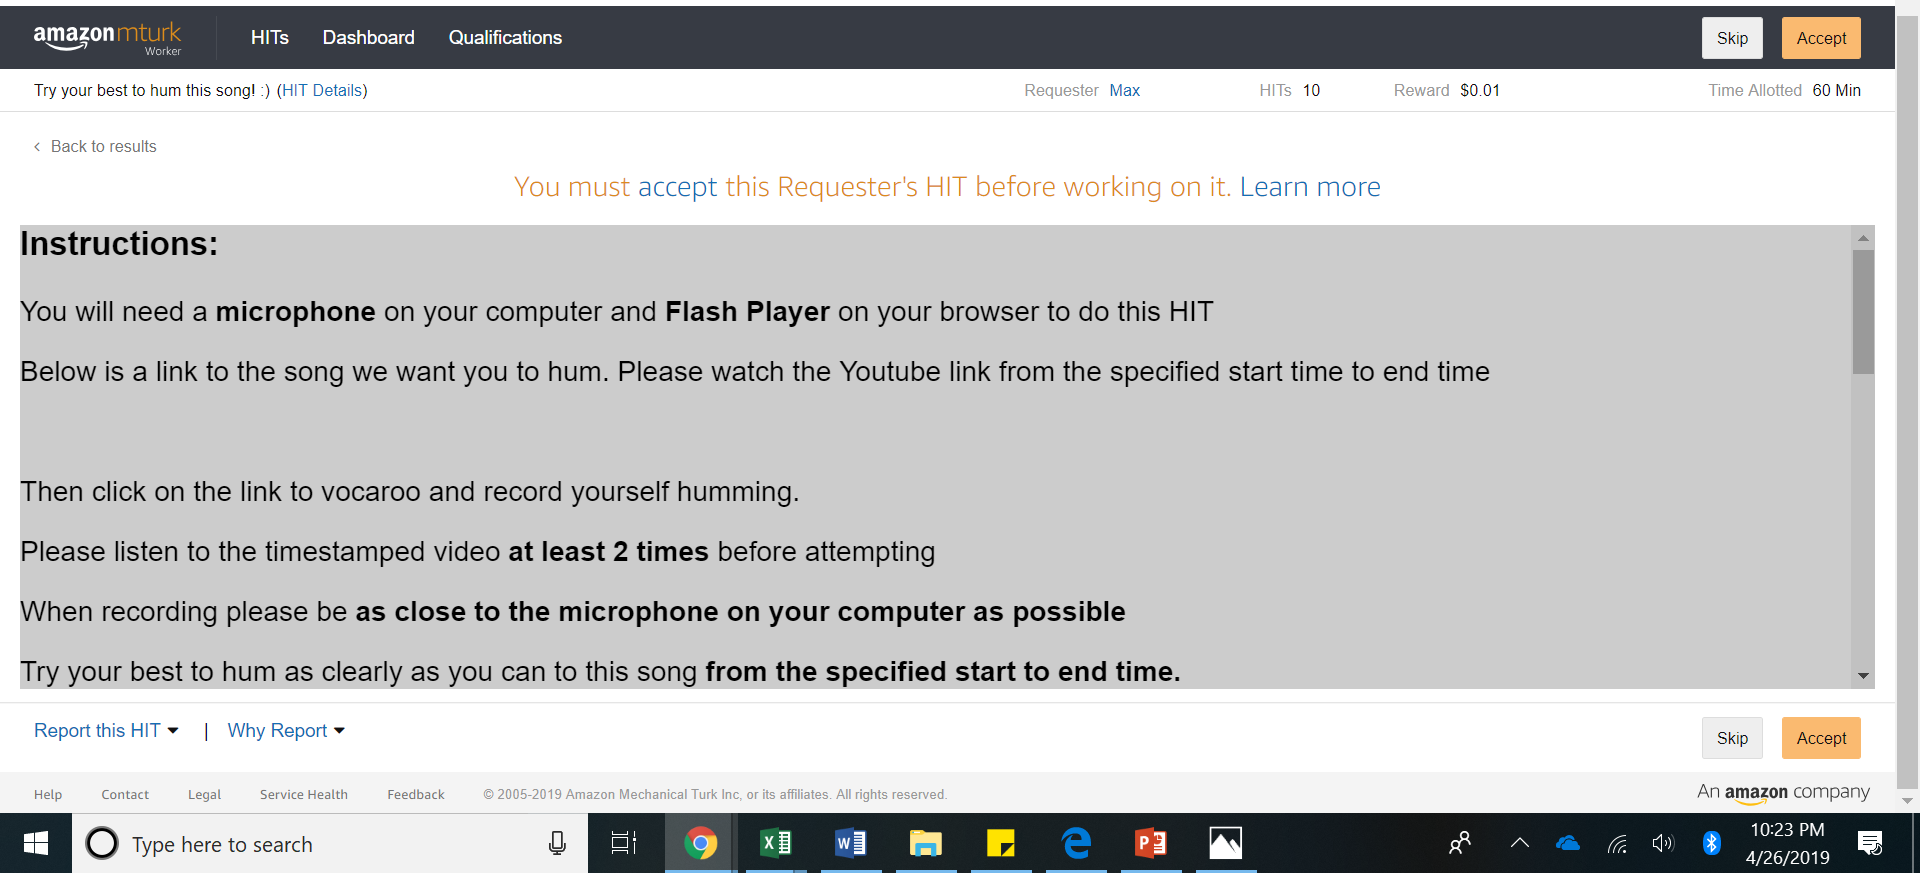 amazonmturk
Worker
HITs Dashboard Qualifications Skip Accept
Try your best to hum this song! :) (HIT Details) Requester Max HITs 10 Reward $0.01 Time Allotted 60 Min
Back to results
You must accept this Requester's HIT before working on it. Learn more
Instructions:
You will need a microphone on your computer and Flash Player on your browser to do this HIT
Below is a link to the song we want you to hum. Please watch the Youtube link from the specified start time to end time
Then click on the link to vocaroo and record yourself humming.
Please listen to the timestamped video at least 2 times before attempting
When recording please be as close to the microphone on your computer as possible
Try your best to hum as clearly as you can to this song from the specified start to end time.
Report this HIT | Why Report Skip Accept
Help Contact Legal Service Health Feedback © 2005-2019 Amazon Mechanical Turk Inc, or its affiliates. All rights reserved. An amazon company
Type here to search
10:23 PM
4/26/2019